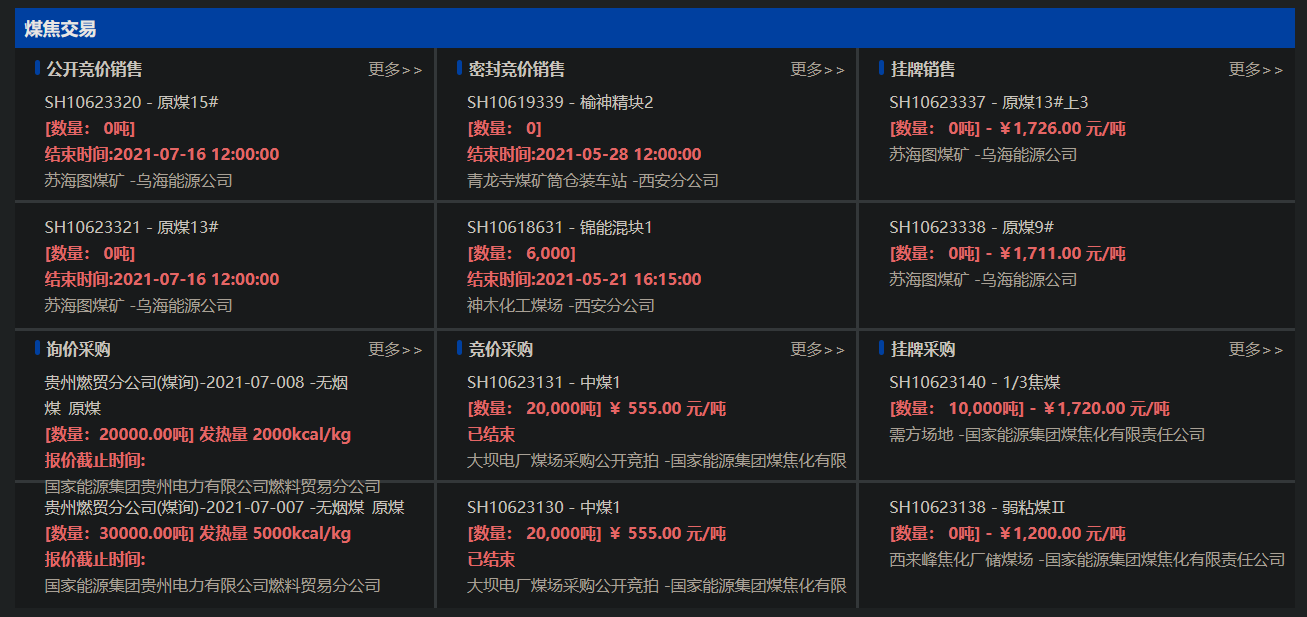 煤焦交易
公开竞价销售 更多>>
SH10623320 - 原煤15#
[数量： 0吨]
结束时间:2021-07-16 12:00:00
苏海图煤矿 -乌海能源公司
SH10623321 - 原煤13#
[数量： 0吨]
结束时间:2021-07-16 12:00:00
苏海图煤矿 -乌海能源公司
密封竞价销售 更多>>
SH10619339 - 榆神精块2
[数量： 0]
结束时间:2021-05-28 12:00:00
青龙寺煤矿筒仓装车站 -西安分公司
SH10618631 - 锦能混块1
[数量： 6,000]
结束时间:2021-05-21 16:15:00
神木化工煤场 -西安分公司
挂牌销售 更多>>
SH10623337 - 原煤13#上3
[数量： 0吨] - ￥1,726.00 元/吨
苏海图煤矿 -乌海能源公司
SH10623338 - 原煤9#
[数量： 0吨] - ￥1,711.00 元/吨
苏海图煤矿 -乌海能源公司
询价采购 更多>>
贵州燃贸分公司(煤询)-2021-07-008 -无烟
煤 原煤
[数量：20000.00吨] 发热量 2000kcal/kg
报价截止时间:
国家能源集团贵州电力有限公司燃料贸易分公司
贵州燃贸分公司(煤询)-2021-07-007 -无烟煤 原煤
[数量：30000.00吨] 发热量 5000kcal/kg
报价截止时间:
国家能源集团贵州电力有限公司燃料贸易分公司
竞价采购 更多>>
SH10623131 - 中煤1
[数量： 20,000吨] ￥ 555.00 元/吨
已结束
大坝电厂煤场采购公开竞拍 -国家能源集团煤焦化有限
SH10623130 - 中煤1
[数量： 20,000吨] ￥ 555.00 元/吨
已结束
大坝电厂煤场采购公开竞拍 -国家能源集团煤焦化有限
挂牌采购 更多>>
SH10623140 - 1/3焦煤
[数量： 10,000吨] - ￥1,720.00 元/吨
需方场地 -国家能源集团煤焦化有限责任公司
SH10623138 - 弱粘煤Ⅱ
[数量： 0吨] - ￥1,200.00 元/吨
西来峰焦化厂储煤场 -国家能源集团煤焦化有限责任公司